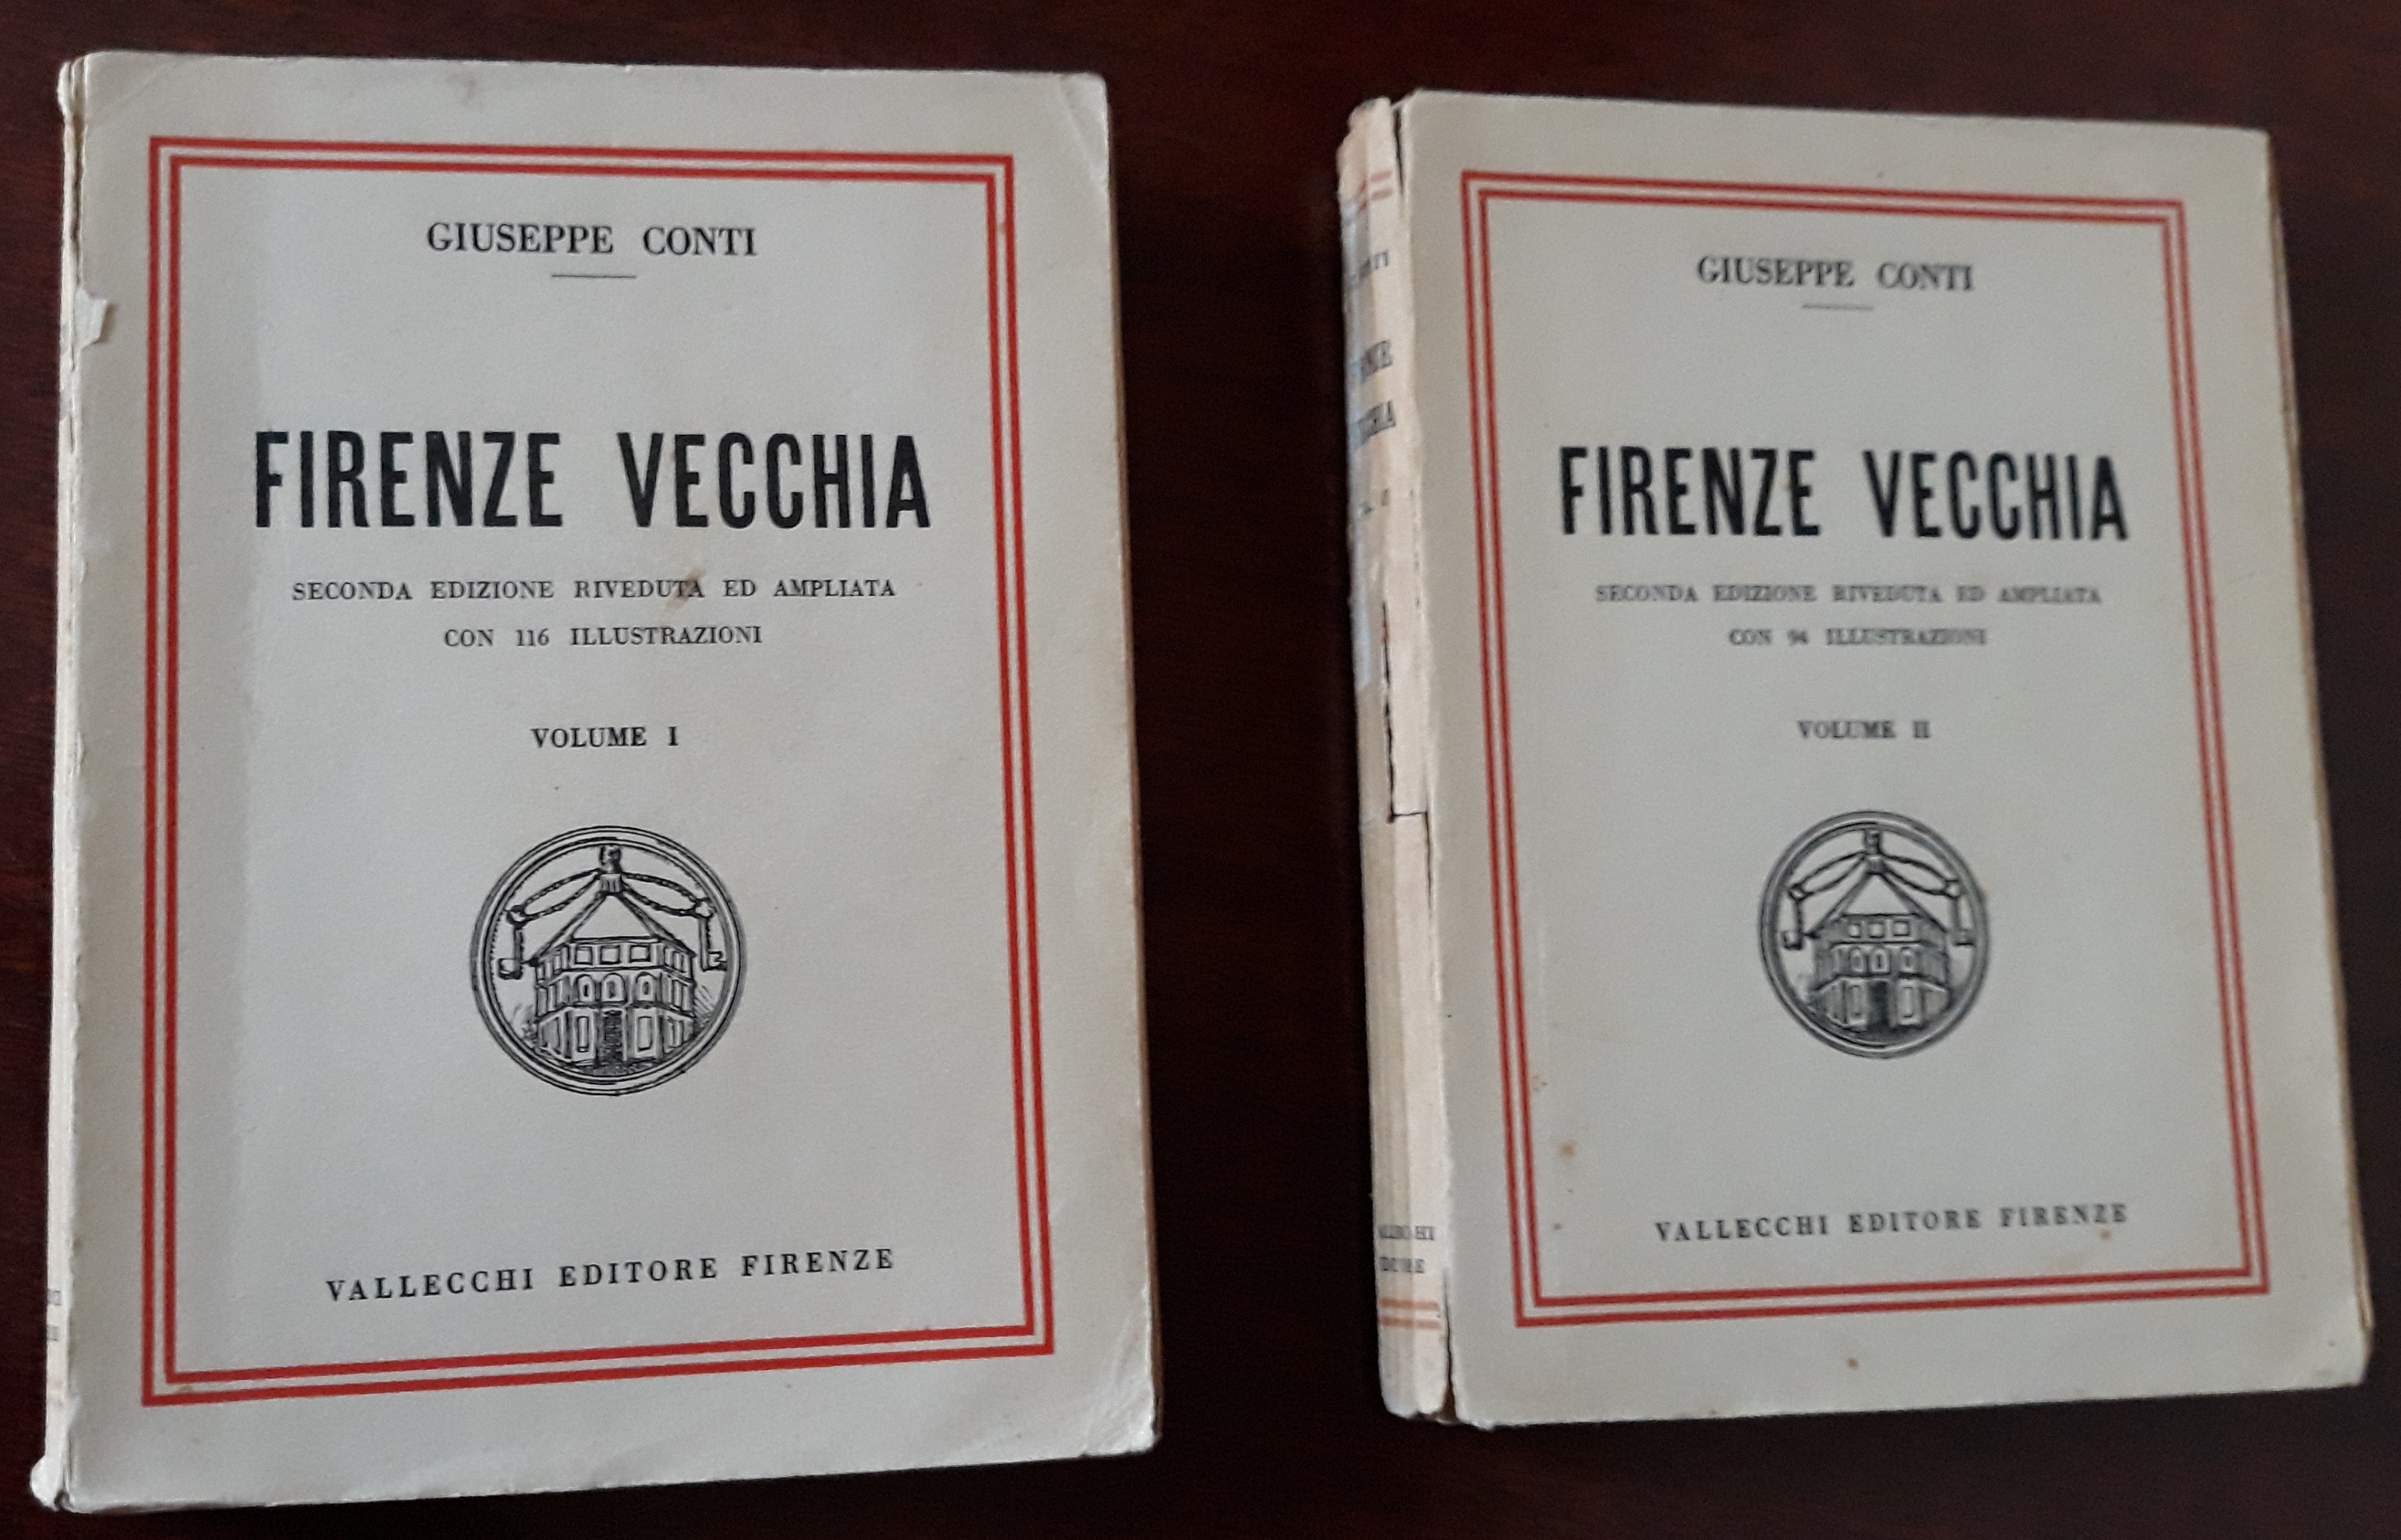 GIUSEPPE CONTI
FIRENZE VECCHIA
SECONDA EDIZIONE RIVEDUTA ED AMPLIATA
CON 116 ILLUSTRAZIONI
VOLUME I
VALLECCHI EDITORE FIRENZE
GIUSEPPE CONTI
FIRENZE VECCHIA
SECONDA EDIZIONE RIVEDUTA ED AMPLIATA
CON 94 ILLUSTRAZIONI
VOLUME II
VALLECCHI EDITORE FIRENZE